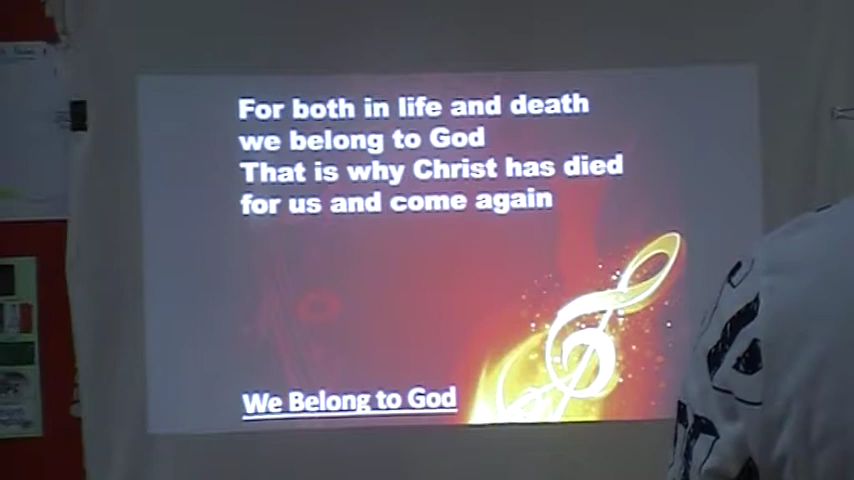 For both in life and death
we belong to God
That is why Christ has died
for us and come again
We Belong to God